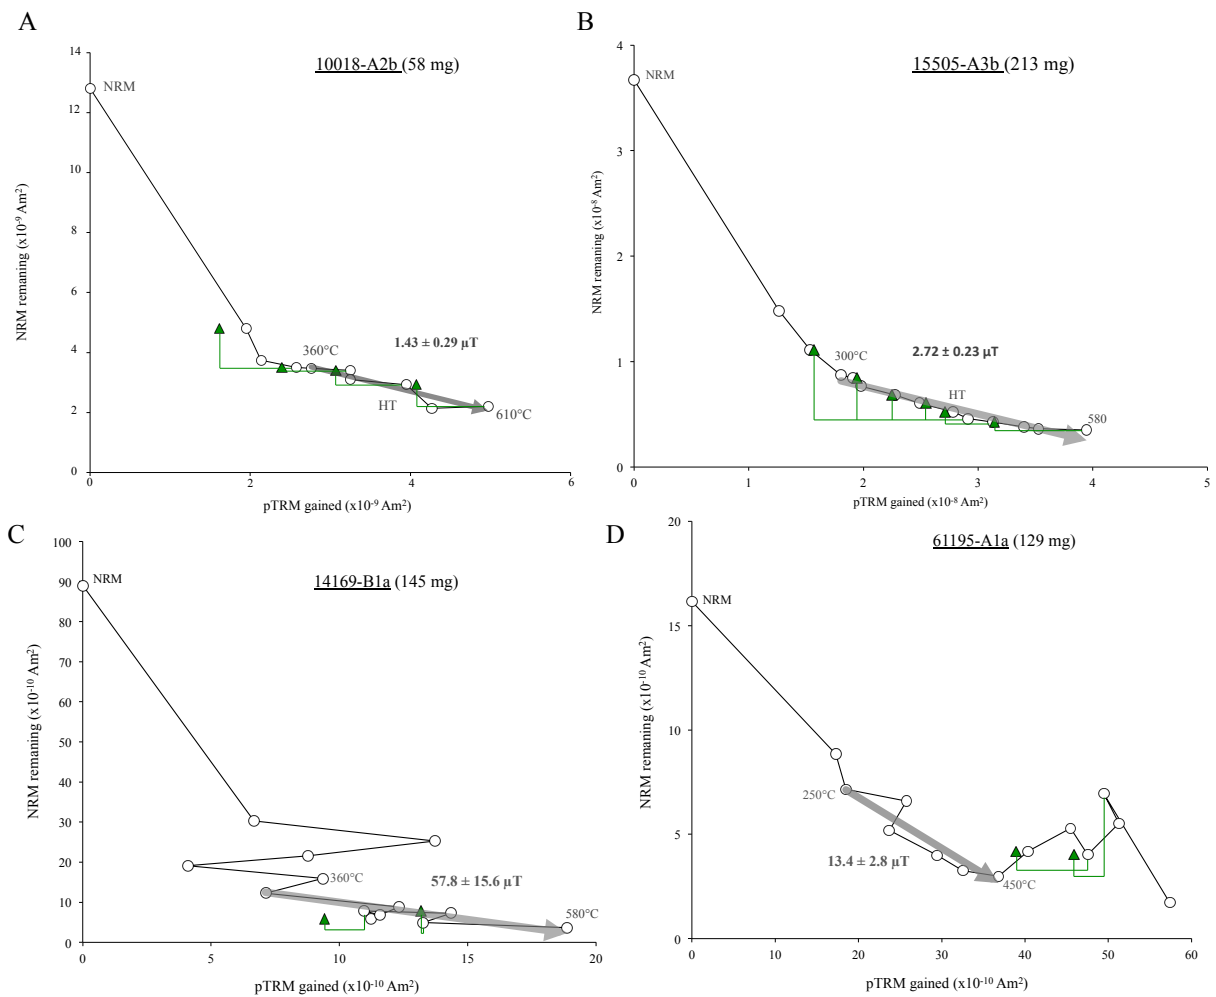 A
10018-A2b (58 mg)
NRM remaning (x10⁻⁹ Am²)
14
12
10
8
6
4
2
0
NRM
360°C
1.43 ± 0.29 µT
HT
610°C
0 2 4 6
pTRM gained (x10⁻⁹ Am²)
B
15505-A3b (213 mg)
NRM remaning (x10⁻⁸ Am²)
4
3
2
1
0
NRM
300°C
2.72 ± 0.23 µT
HT
580
0 1 2 3 4 5
pTRM gained (x10⁻⁸ Am²)
C
14169-B1a (145 mg)
NRM remaning (x10⁻¹⁰ Am²)
100
90
80
70
60
50
40
30
20
10
0
NRM
360°C
57.8 ± 15.6 µT
580°C
0 5 10 15 20
pTRM gained (x10⁻¹⁰ Am²)
D
61195-A1a (129 mg)
NRM remaning (x10⁻¹⁰ Am²)
20
15
10
5
0
NRM
250°C
13.4 ± 2.8 µT
450°C
0 10 20 30 40 50 60
pTRM gained (x10⁻¹⁰ Am²)